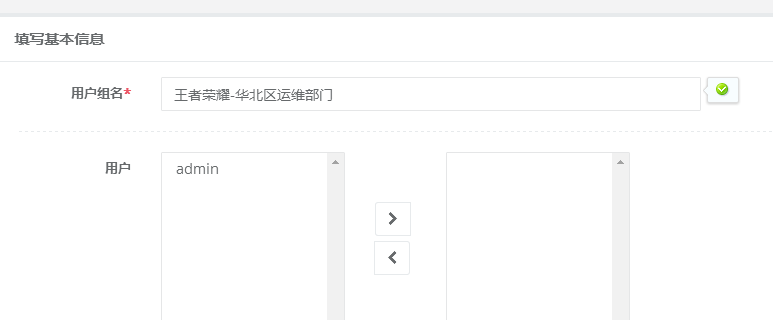 填写基本信息
用户组名*
王者荣耀-华北区运维部门
用户
admin